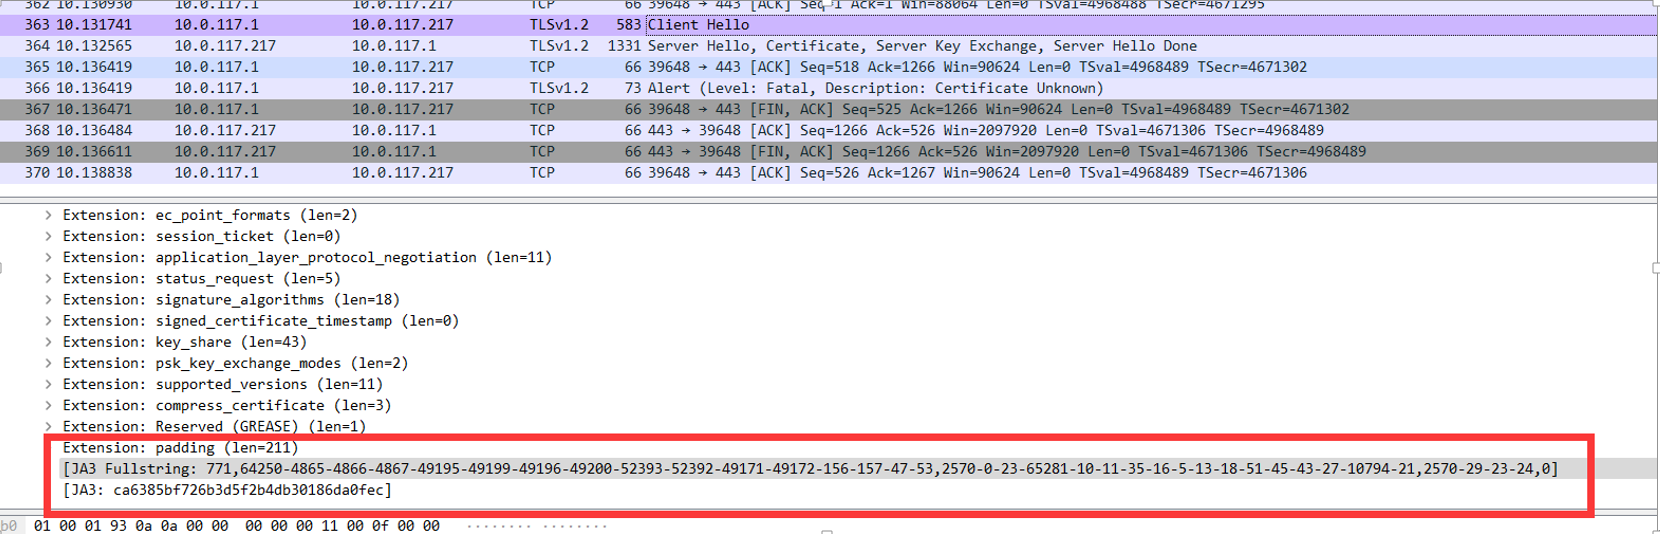 362 10.130930 10.0.117.1 10.0.117.217 TCP 66 39648 → 443 [ACK] Seq=1 Ack=1 Win=88064 Len=0 TSval=4968488 TSecr=4671295
363 10.131741 10.0.117.1 10.0.117.217 TLSv1.2 583 Client Hello
364 10.132565 10.0.117.217 10.0.117.1 TLSv1.2 1331 Server Hello, Certificate, Server Key Exchange, Server Hello Done
365 10.136419 10.0.117.1 10.0.117.217 TCP 66 39648 → 443 [ACK] Seq=518 Ack=1266 Win=90624 Len=0 TSval=4968489 TSecr=4671302
366 10.136419 10.0.117.1 10.0.117.217 TLSv1.2 73 Alert (Level: Fatal, Description: Certificate Unknown)
367 10.136471 10.0.117.1 10.0.117.217 TCP 66 39648 → 443 [FIN, ACK] Seq=525 Ack=1266 Win=90624 Len=0 TSval=4968489 TSecr=4671302
368 10.136484 10.0.117.217 10.0.117.1 TCP 66 443 → 39648 [ACK] Seq=1266 Ack=526 Win=2097920 Len=0 TSval=4671306 TSecr=4968489
369 10.136611 10.0.117.217 10.0.117.1 TCP 66 443 → 39648 [FIN, ACK] Seq=1266 Ack=526 Win=2097920 Len=0 TSval=4671306 TSecr=4968489
370 10.138838 10.0.117.1 10.0.117.217 TCP 66 39648 → 443 [ACK] Seq=526 Ack=1267 Win=90624 Len=0 TSval=4968489 TSecr=4671306
Extension: ec_point_formats (len=2)
Extension: session_ticket (len=0)
Extension: application_layer_protocol_negotiation (len=11)
Extension: status_request (len=5)
Extension: signature_algorithms (len=18)
Extension: signed_certificate_timestamp (len=0)
Extension: key_share (len=43)
Extension: psk_key_exchange_modes (len=2)
Extension: supported_versions (len=11)
Extension: compress_certificate (len=3)
Extension: Reserved (GREASE) (len=1)
Extension: padding (len=211)
[JA3 Fullstring: 771,64250-4865-4866-4867-49195-49199-49196-49200-52393-52392-49171-49172-156-157-47-53,2570-0-23-65281-10-11-35-16-5-13-18-51-45-43-27-10794-21,2570-29-23-24,0]
[JA3: ca6385bf726b3d5f2b4db30186da0fec]
b0 01 00 01 93 0a 0a 00 00 00 00 00 11 00 0f 00 00 ········ ········